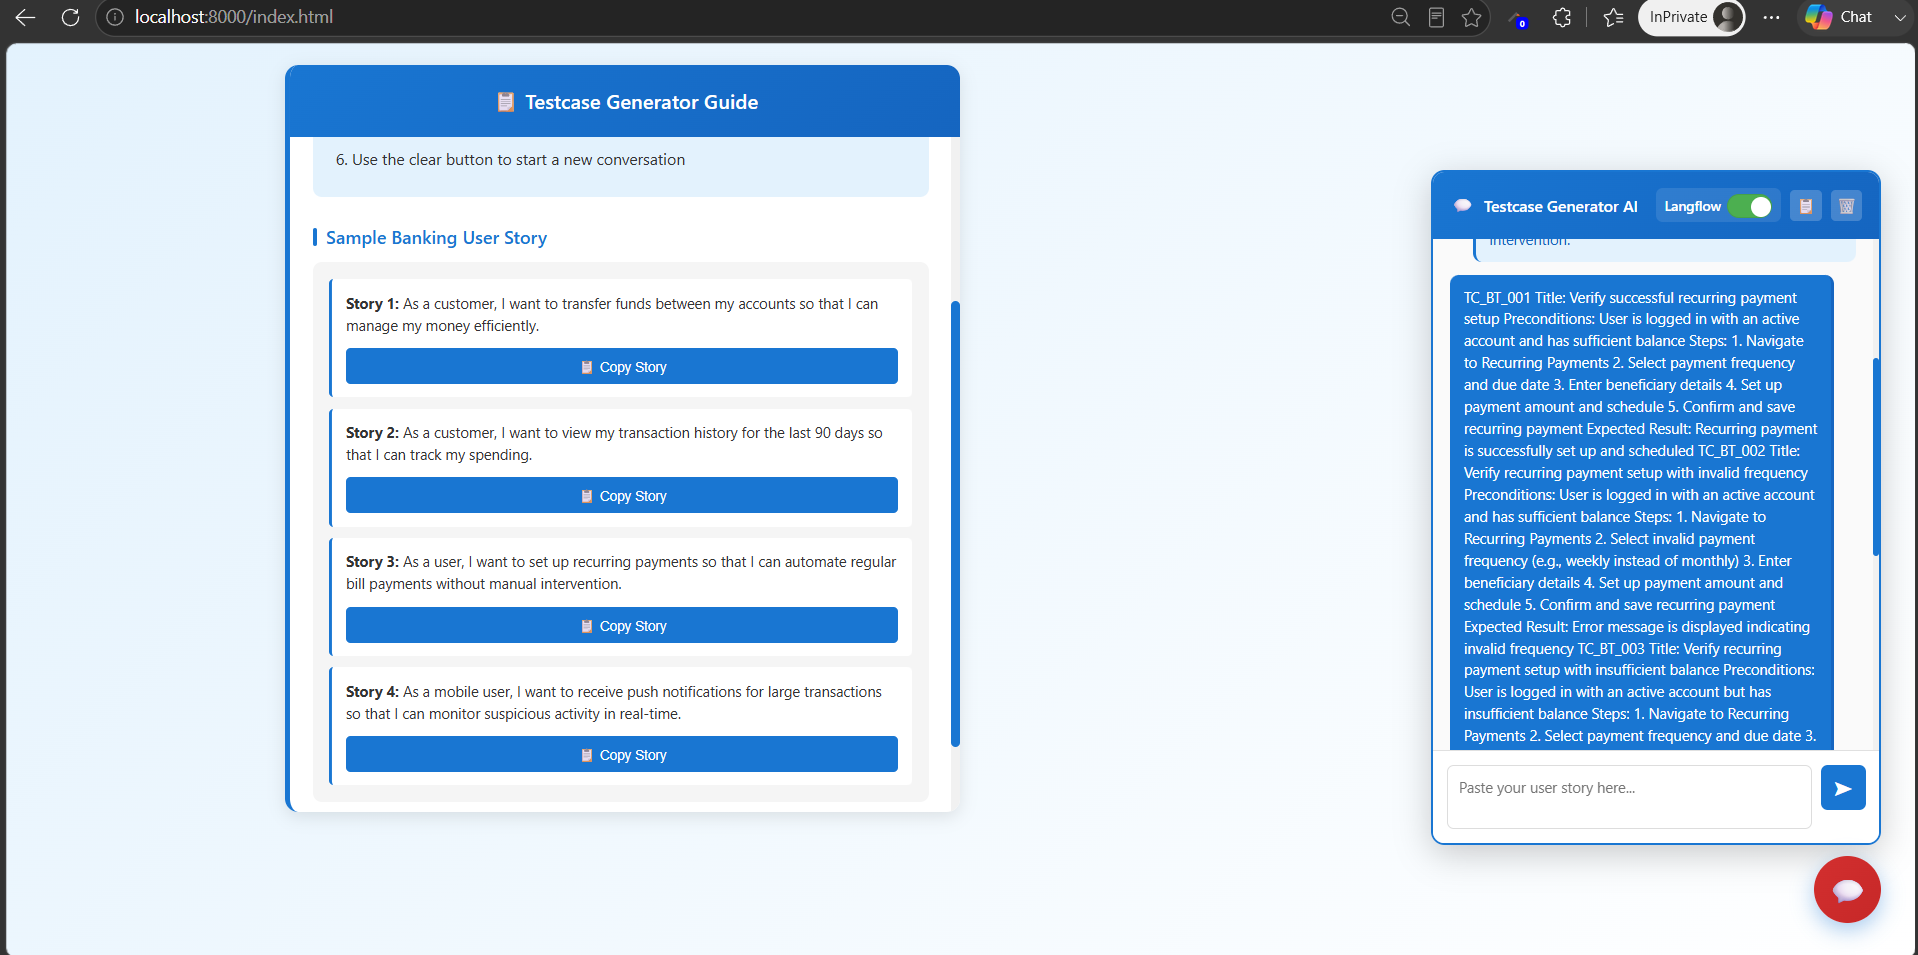 localhost:8000/index.html
0
InPrivate
Chat
Testcase Generator Guide
6. Use the clear button to start a new conversation
Sample Banking User Story
Story 1: As a customer, I want to transfer funds between my accounts so that I can
manage my money efficiently.
Copy Story
Story 2: As a customer, I want to view my transaction history for the last 90 days so
that I can track my spending.
Copy Story
Story 3: As a user, I want to set up recurring payments so that I can automate regular
bill payments without manual intervention.
Copy Story
Story 4: As a mobile user, I want to receive push notifications for large transactions
so that I can monitor suspicious activity in real-time.
Copy Story
Testcase Generator AI
Langflow
intervention.
TC_BT_001 Title: Verify successful recurring payment
setup Preconditions: User is logged in with an active
account and has sufficient balance Steps: 1. Navigate
to Recurring Payments 2. Select payment frequency
and due date 3. Enter beneficiary details 4. Set up
payment amount and schedule 5. Confirm and save
recurring payment Expected Result: Recurring payment
is successfully set up and scheduled TC_BT_002 Title:
Verify recurring payment setup with invalid frequency
Preconditions: User is logged in with an active account
and has sufficient balance Steps: 1. Navigate to
Recurring Payments 2. Select invalid payment
frequency (e.g., weekly instead of monthly) 3. Enter
beneficiary details 4. Set up payment amount and
schedule 5. Confirm and save recurring payment
Expected Result: Error message is displayed indicating
invalid frequency TC_BT_003 Title: Verify recurring
payment setup with insufficient balance Preconditions:
User is logged in with an active account but has
insufficient balance Steps: 1. Navigate to Recurring
Payments 2. Select payment frequency and due date 3.
Paste your user story here...